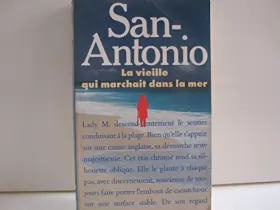 San-
Antonio
La vieille
qui marchait dans la mer
Lady M. descend lentement le sentier
conduisant à la plage. Bien qu'elle s'appuie
sur une canne anglaise, sa démarche reste
majestueuse. Cet étai chromé rend sa sil-
houette oblique. Elle le plante à chaque
pas, avec discernement, soucieuse de tou-
jours faire porter l'embout de caoutchouc
sur une surface stable. De son regard